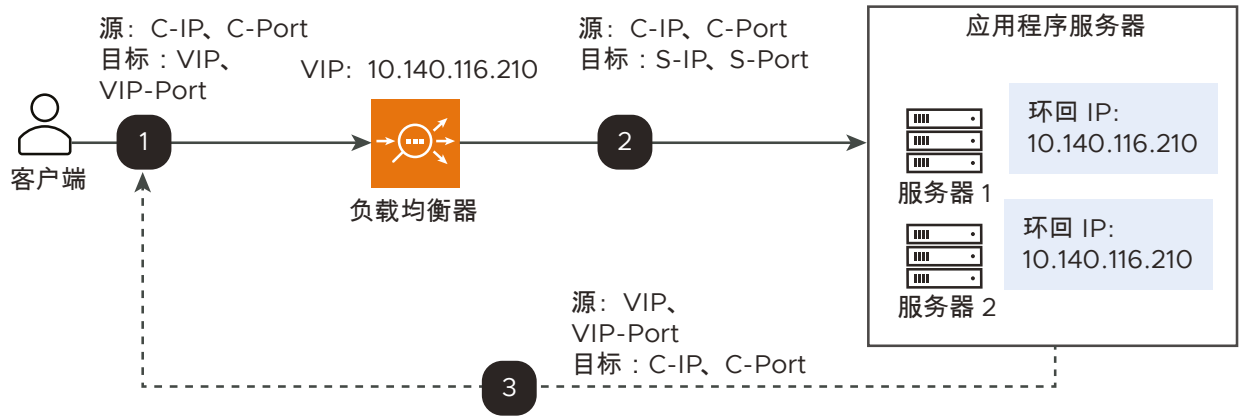 源：C-IP、C-Port
目标：VIP、
VIP-Port
VIP: 10.140.116.210
源：C-IP、C-Port
目标：S-IP、S-Port
应用程序服务器
1
2
客户端
负载均衡器
环回 IP:
10.140.116.210
服务器 1
环回 IP:
10.140.116.210
服务器 2
源：VIP、
VIP-Port
目标：C-IP、C-Port
3